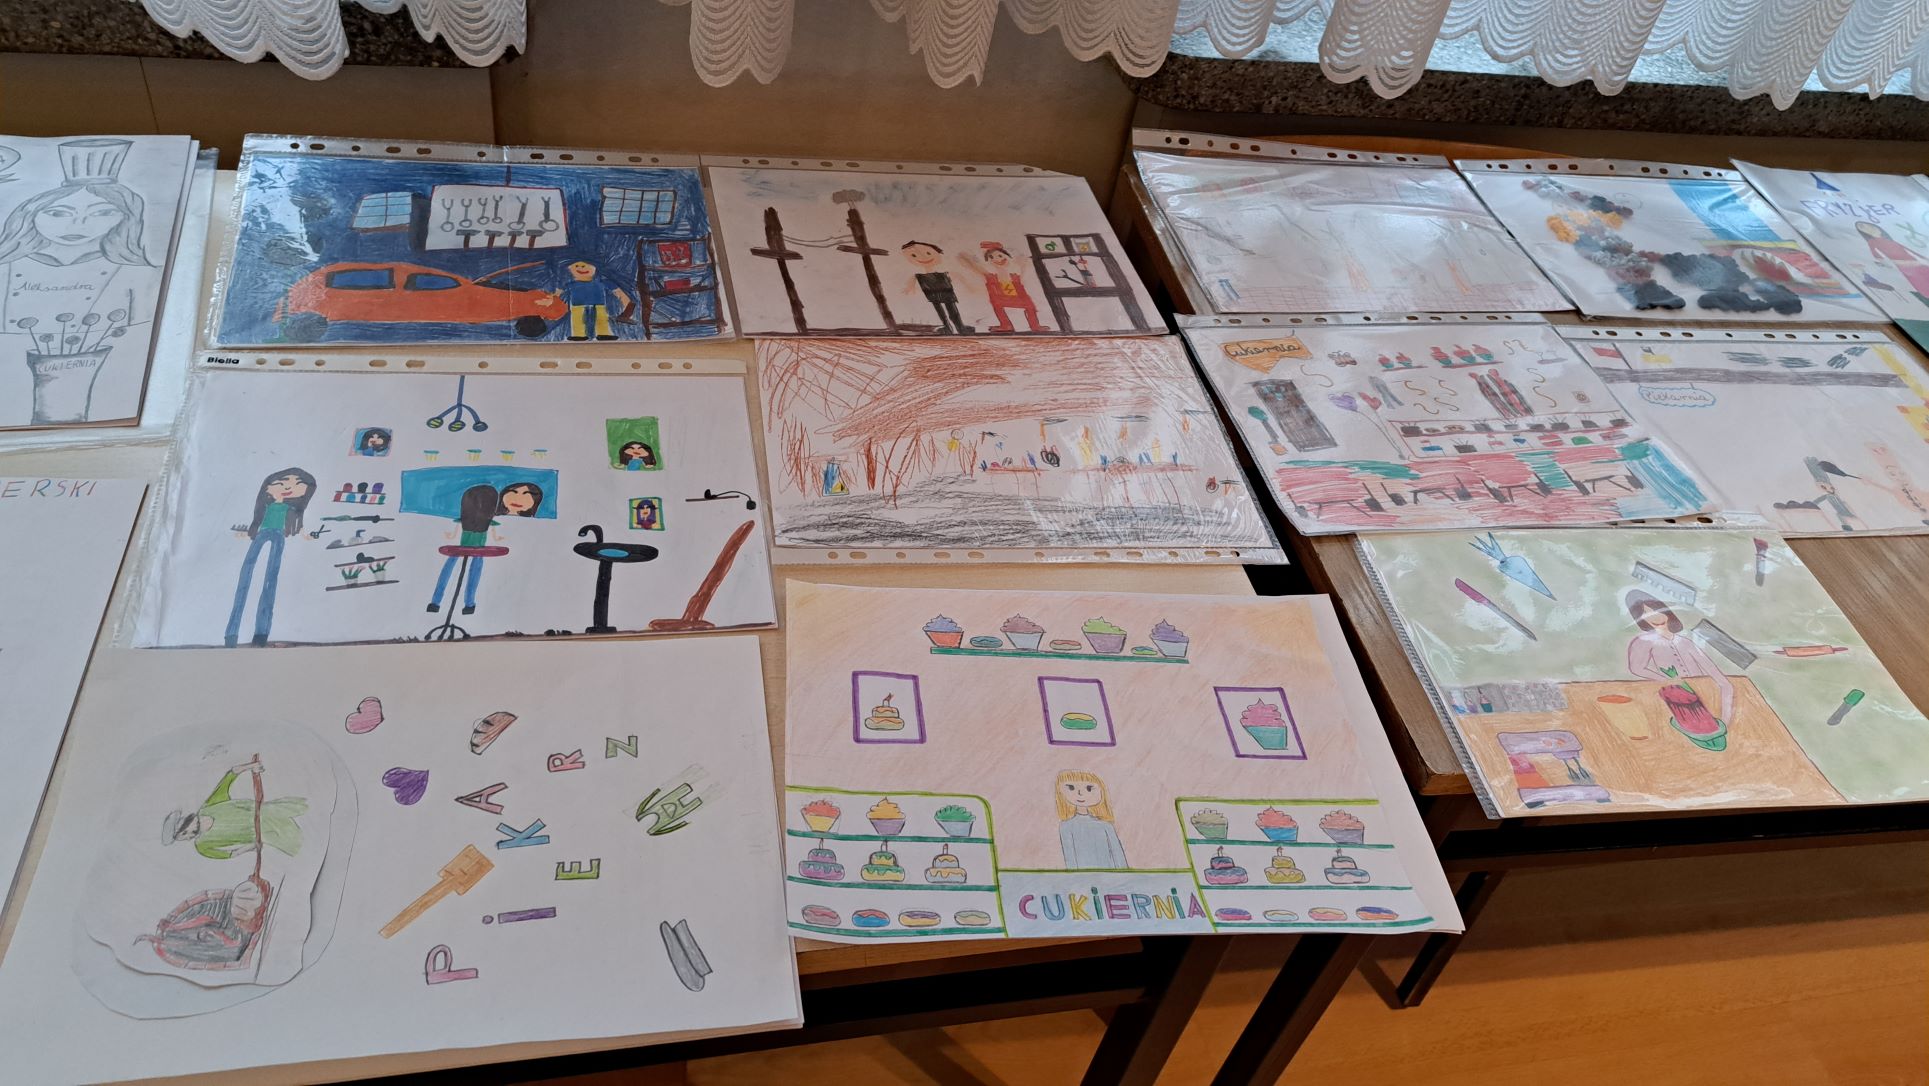 Aleksandra
CUKIERNIA
ERSKI
Biella
PIEKARZ
CUKIERNIA
Cukiernia
Piekarnia
FRYZJER